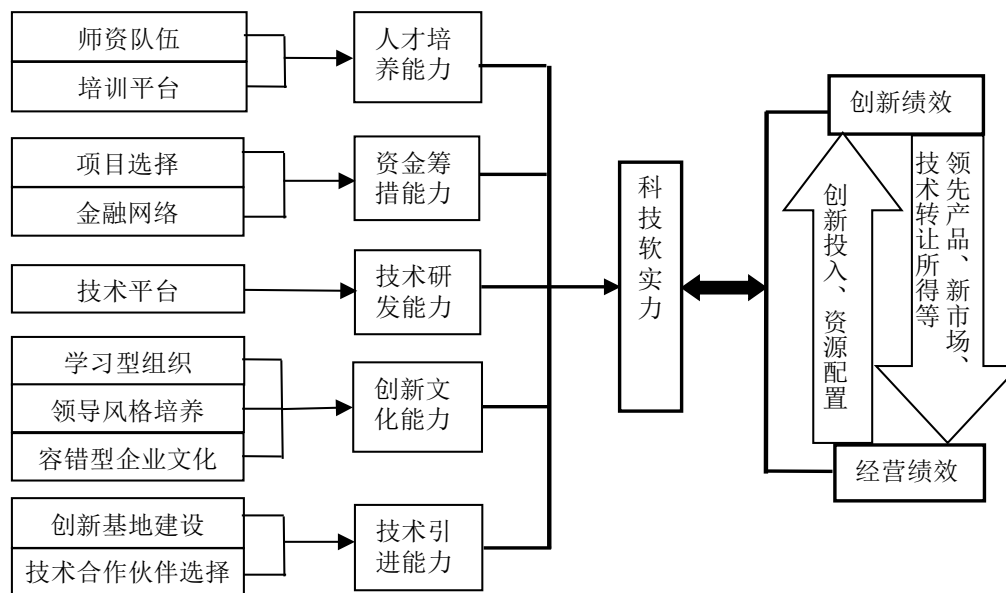 师资队伍
培训平台
人才培
养能力
项目选择
金融网络
资金筹
措能力
技术平台
技术研
发能力
学习型组织
领导风格培养
容错型企业文化
创新文
化能力
创新基地建设
技术合作伙伴选择
技术引
进能力
科技软实力
创新绩效
创新投入、资源配置
领先产品、新市场、
技术转让所得等
经营绩效